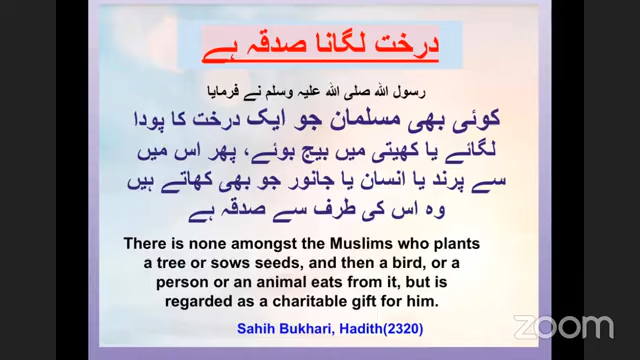 درخت لگانا صدقہ ہے
رسول اللہ صلی اللہ علیہ وسلم نے فرمایا
کوئی بھی مسلمان جو ایک درخت کا پودا
لگائے یا کھیتی میں بیج بوئے، پھر اس میں
سے پرند یا انسان یا جانور جو بھی کھاتے ہیں
وہ اس کی طرف سے صدقہ ہے
There is none amongst the Muslims who plants
a tree or sows seeds, and then a bird, or a
person or an animal eats from it, but is
regarded as a charitable gift for him.
Sahih Bukhari, Hadith(2320)
zoom